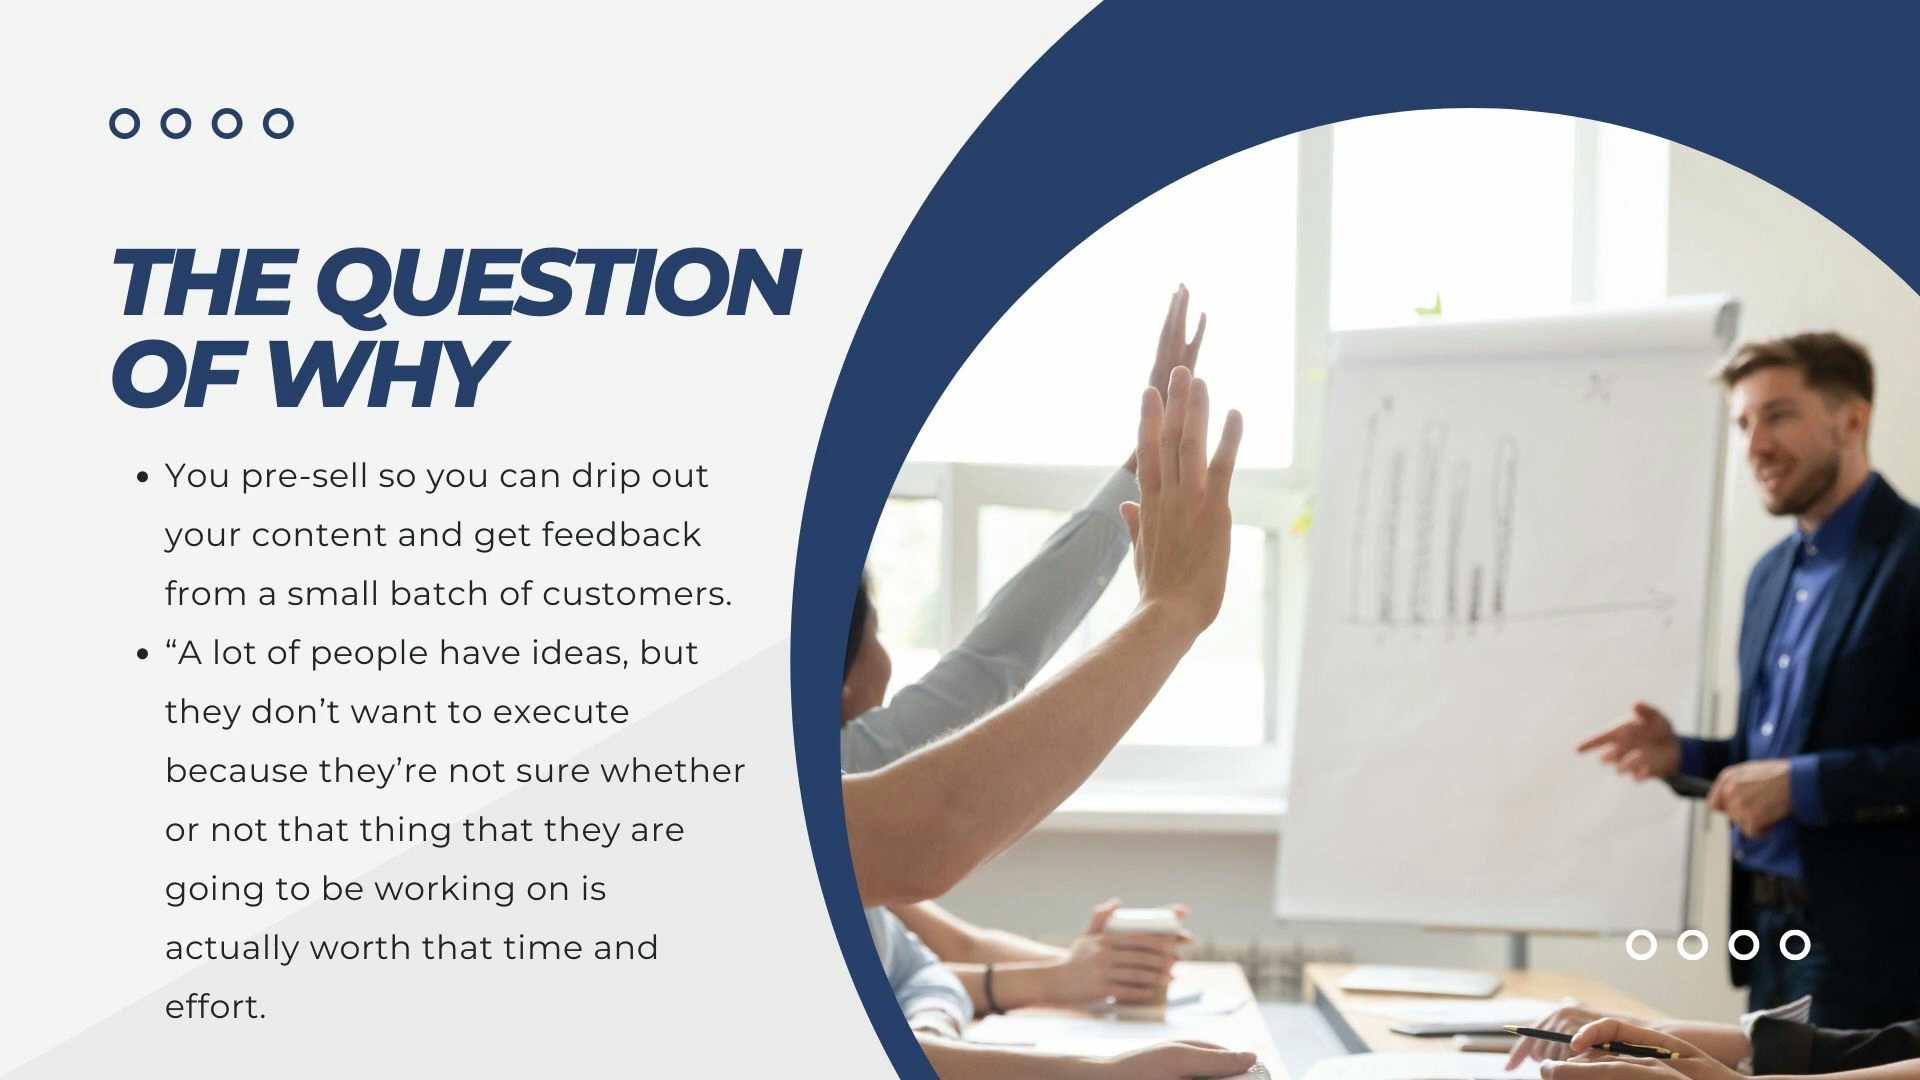 THE QUESTION
OF WHY
• You pre-sell so you can drip out
your content and get feedback
from a small batch of customers.
• “A lot of people have ideas, but
they don’t want to execute
because they’re not sure whether
or not that thing that they are
going to be working on is
actually worth that time and
effort.